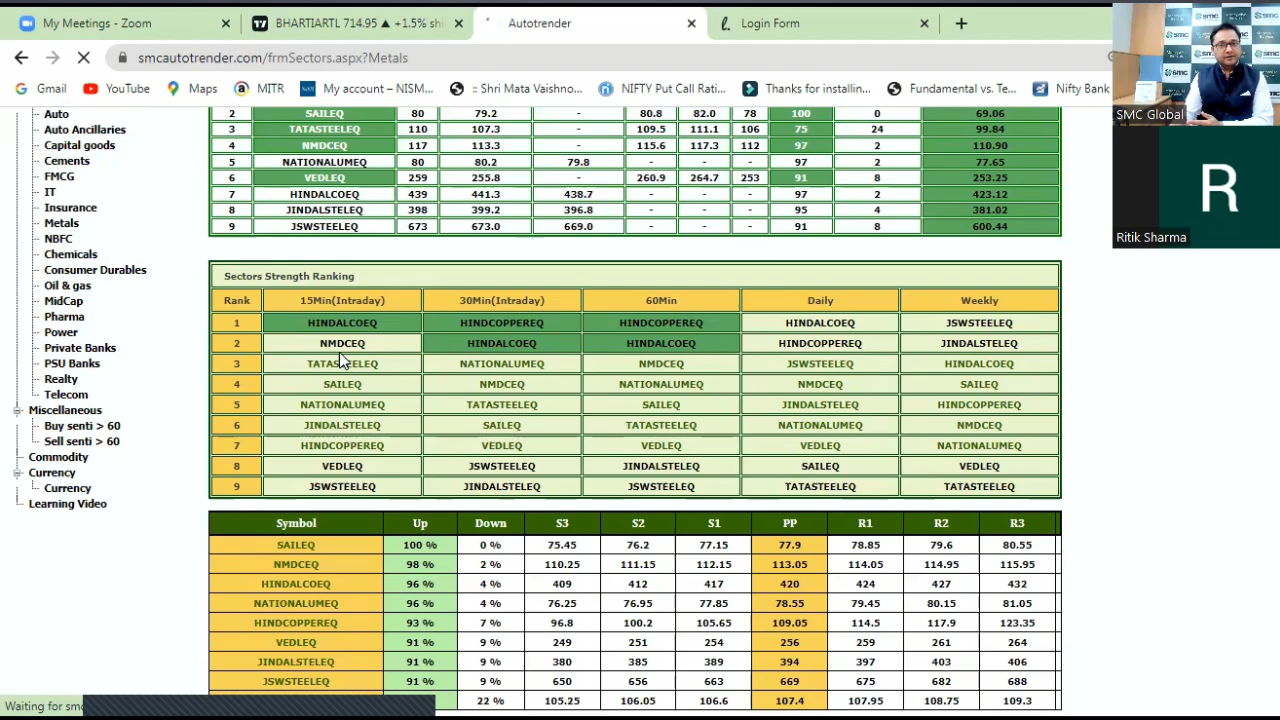 My Meetings - Zoom
BHARTIARTL 714.95 ▲ +1.5%
Autotrender
Login Form
smcautotrender.com/frmSectors.aspx?Metals
Gmail YouTube Maps MITR My account – NISM... :: Shri Mata Vaishno... NIFTY Put Call Rati... Thanks for installin... Fundamental vs. Te... Nifty Bank
SMC Global
R
Ritik Sharma
Auto
Auto Ancillaries
Capital goods
Cements
FMCG
IT
Insurance
Metals
NBFC
Chemicals
Consumer Durables
Oil & gas
MidCap
Pharma
Power
Private Banks
PSU Banks
Realty
Telecom
Miscellaneous
Buy senti > 60
Sell senti > 60
Commodity
Currency
Currency
Learning Video
2 SAILEQ 80 79.2 - 80.8 82.0 78 100 0 69.06
3 TATASTEELEQ 110 107.3 - 109.5 111.1 106 75 24 99.84
4 NMDCEQ 117 113.3 - 115.6 117.3 112 97 2 110.90
5 NATIONALUMEQ 80 80.2 79.8 - - - 97 2 77.65
6 VEDLEQ 259 255.8 - 260.9 264.7 253 91 8 253.25
7 HINDALCOEQ 439 441.3 438.7 - - - 97 2 423.12
8 JINDALSTELEQ 398 399.2 396.8 - - - 95 4 381.02
9 JSWSTEELEQ 673 673.0 669.0 - - - 91 8 600.44
Sectors Strength Ranking
Rank 15Min(Intraday) 30Min(Intraday) 60Min Daily Weekly
1 HINDALCOEQ HINDCOPPEREQ HINDCOPPEREQ HINDALCOEQ JSWSTEELEQ
2 NMDCEQ HINDALCOEQ HINDALCOEQ HINDCOPPEREQ JINDALSTELEQ
3 TATASTEELEQ NATIONALUMEQ NMDCEQ JSWSTEELEQ HINDALCOEQ
4 SAILEQ NMDCEQ NATIONALUMEQ NMDCEQ SAILEQ
5 NATIONALUMEQ TATASTEELEQ SAILEQ JINDALSTELEQ HINDCOPPEREQ
6 JINDALSTELEQ SAILEQ TATASTEELEQ NATIONALUMEQ NMDCEQ
7 HINDCOPPEREQ VEDLEQ VEDLEQ VEDLEQ NATIONALUMEQ
8 VEDLEQ JSWSTEELEQ JINDALSTELEQ SAILEQ VEDLEQ
9 JSWSTEELEQ JINDALSTELEQ JSWSTEELEQ TATASTEELEQ TATASTEELEQ
Symbol Up Down S3 S2 S1 PP R1 R2 R3
SAILEQ 100 % 0 % 75.45 76.2 77.15 77.9 78.85 79.6 80.55
NMDCEQ 98 % 2 % 110.25 111.15 112.15 113.05 114.05 114.95 115.95
HINDALCOEQ 96 % 4 % 409 412 417 420 424 427 432
NATIONALUMEQ 96 % 4 % 76.25 76.95 77.85 78.55 79.45 80.15 81.05
HINDCOPPEREQ 93 % 7 % 96.8 100.2 105.65 109.05 114.5 117.9 123.35
VEDLEQ 91 % 9 % 249 251 254 256 259 261 264
JINDALSTELEQ 91 % 9 % 380 385 389 394 397 403 406
JSWSTEELEQ 91 % 9 % 650 656 663 669 675 682 688
22 % 105.25 106.05 106.6 107.4 107.95 108.75 109.3
Waiting for